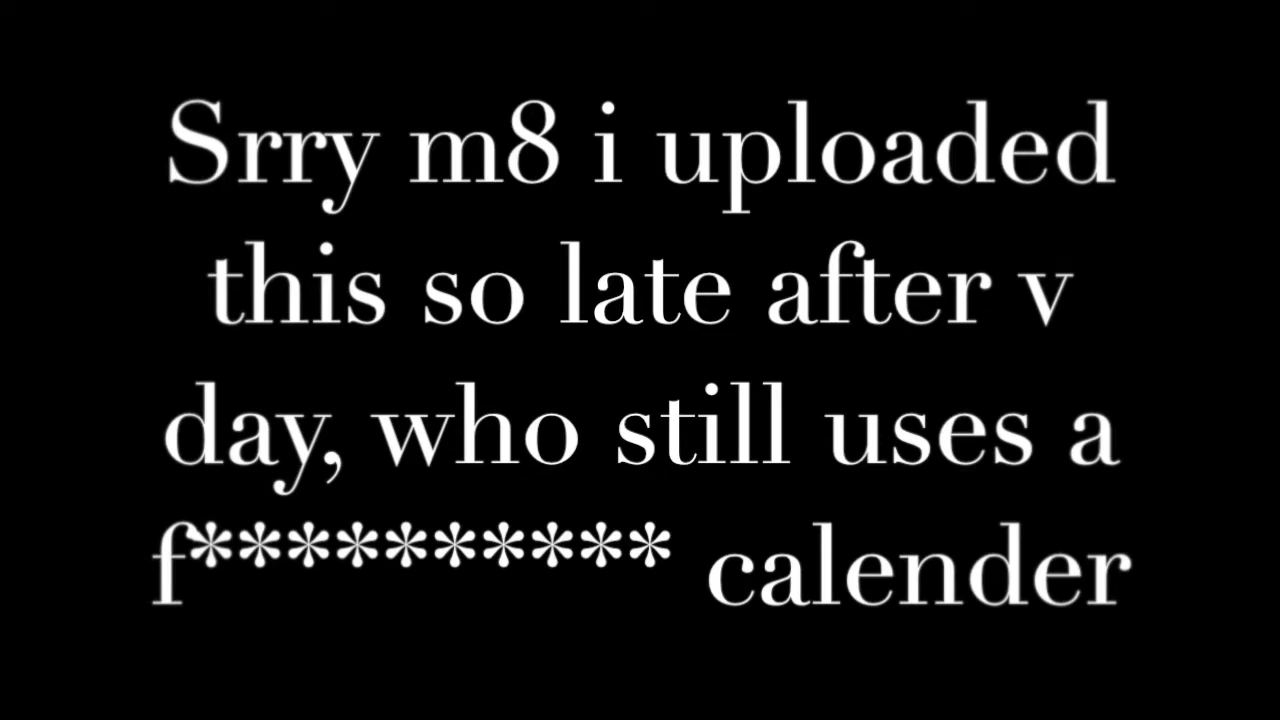 Srry m8 i uploaded
this so late after v
day, who still uses a
f********** calender